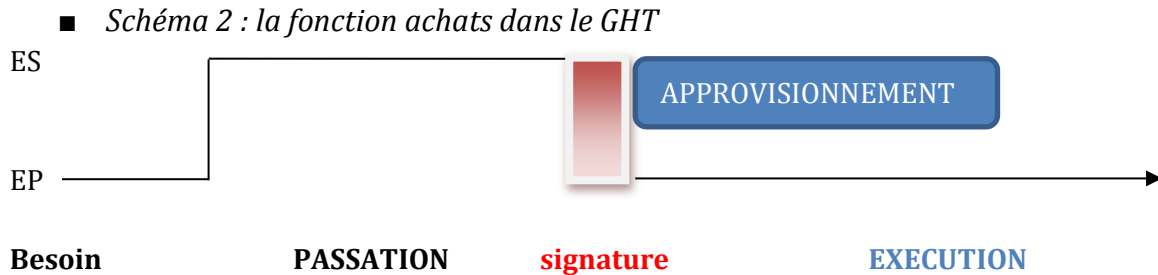 ■ Schéma 2 : la fonction achats dans le GHT
ES
APPROVISIONNEMENT
EP
Besoin PASSATION signature EXECUTION